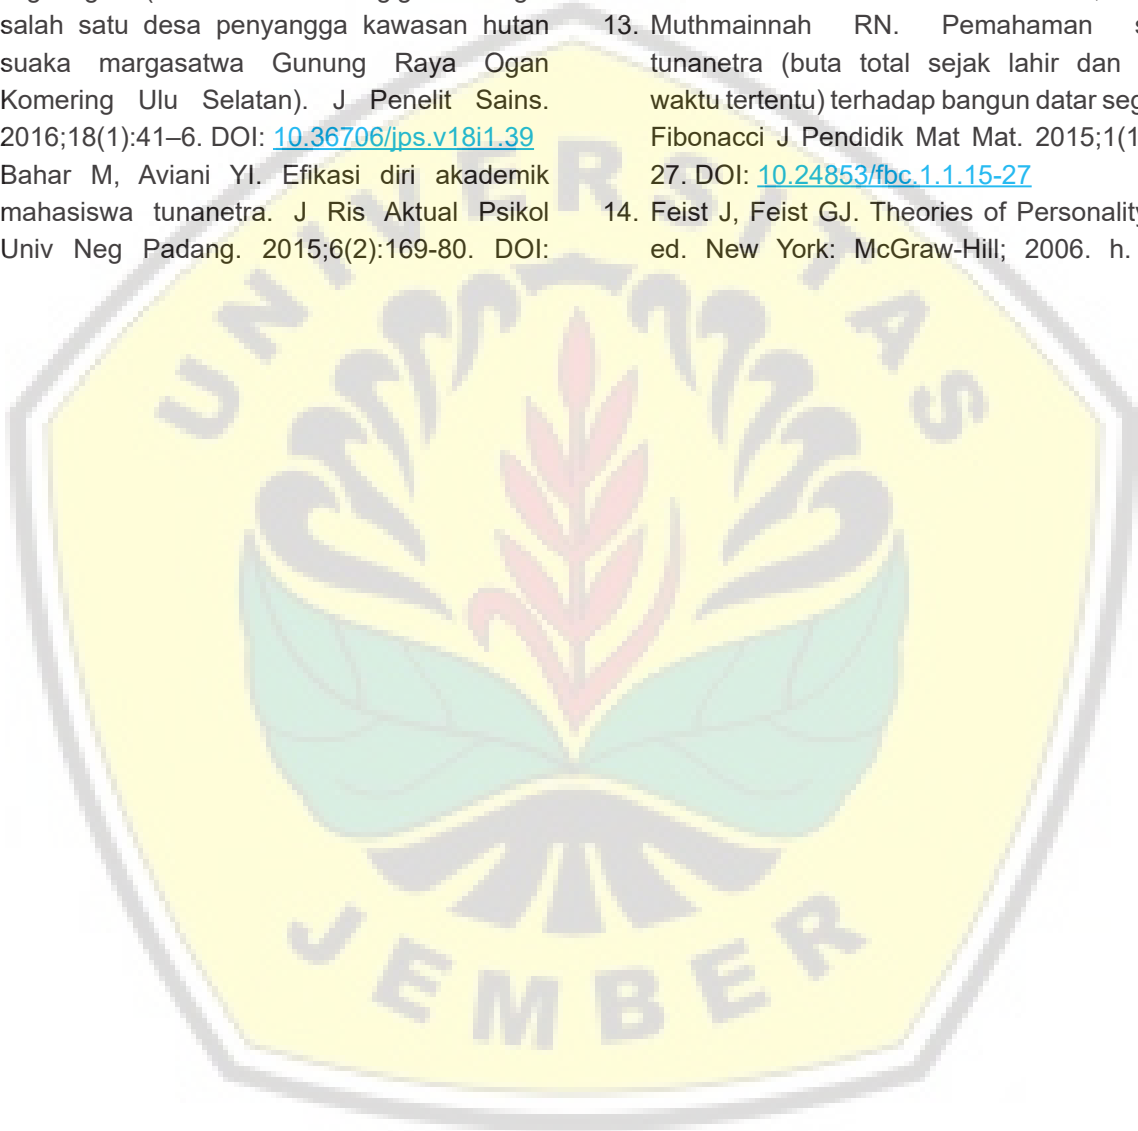 salah satu desa penyangga kawasan hutan
suaka margasatwa Gunung Raya Ogan
Komering Ulu Selatan). J Penelit Sains.
2016;18(1):41–6. DOI: 10.36706/jps.v18i1.39
Bahar M, Aviani YI. Efikasi diri akademik
mahasiswa tunanetra. J Ris Aktual Psikol
Univ Neg Padang. 2015;6(2):169-80. DOI:
13. Muthmainnah RN. Pemahaman
tunanetra (buta total sejak lahir dan
waktu tertentu) terhadap bangun datar
Fibonacci J Pendidik Mat Mat. 2015;1(1
27. DOI: 10.24853/fbc.1.1.15-27
14. Feist J, Feist GJ. Theories of Personality
ed. New York: McGraw-Hill; 2006. h.
UNIVERSITAS
JEMBER